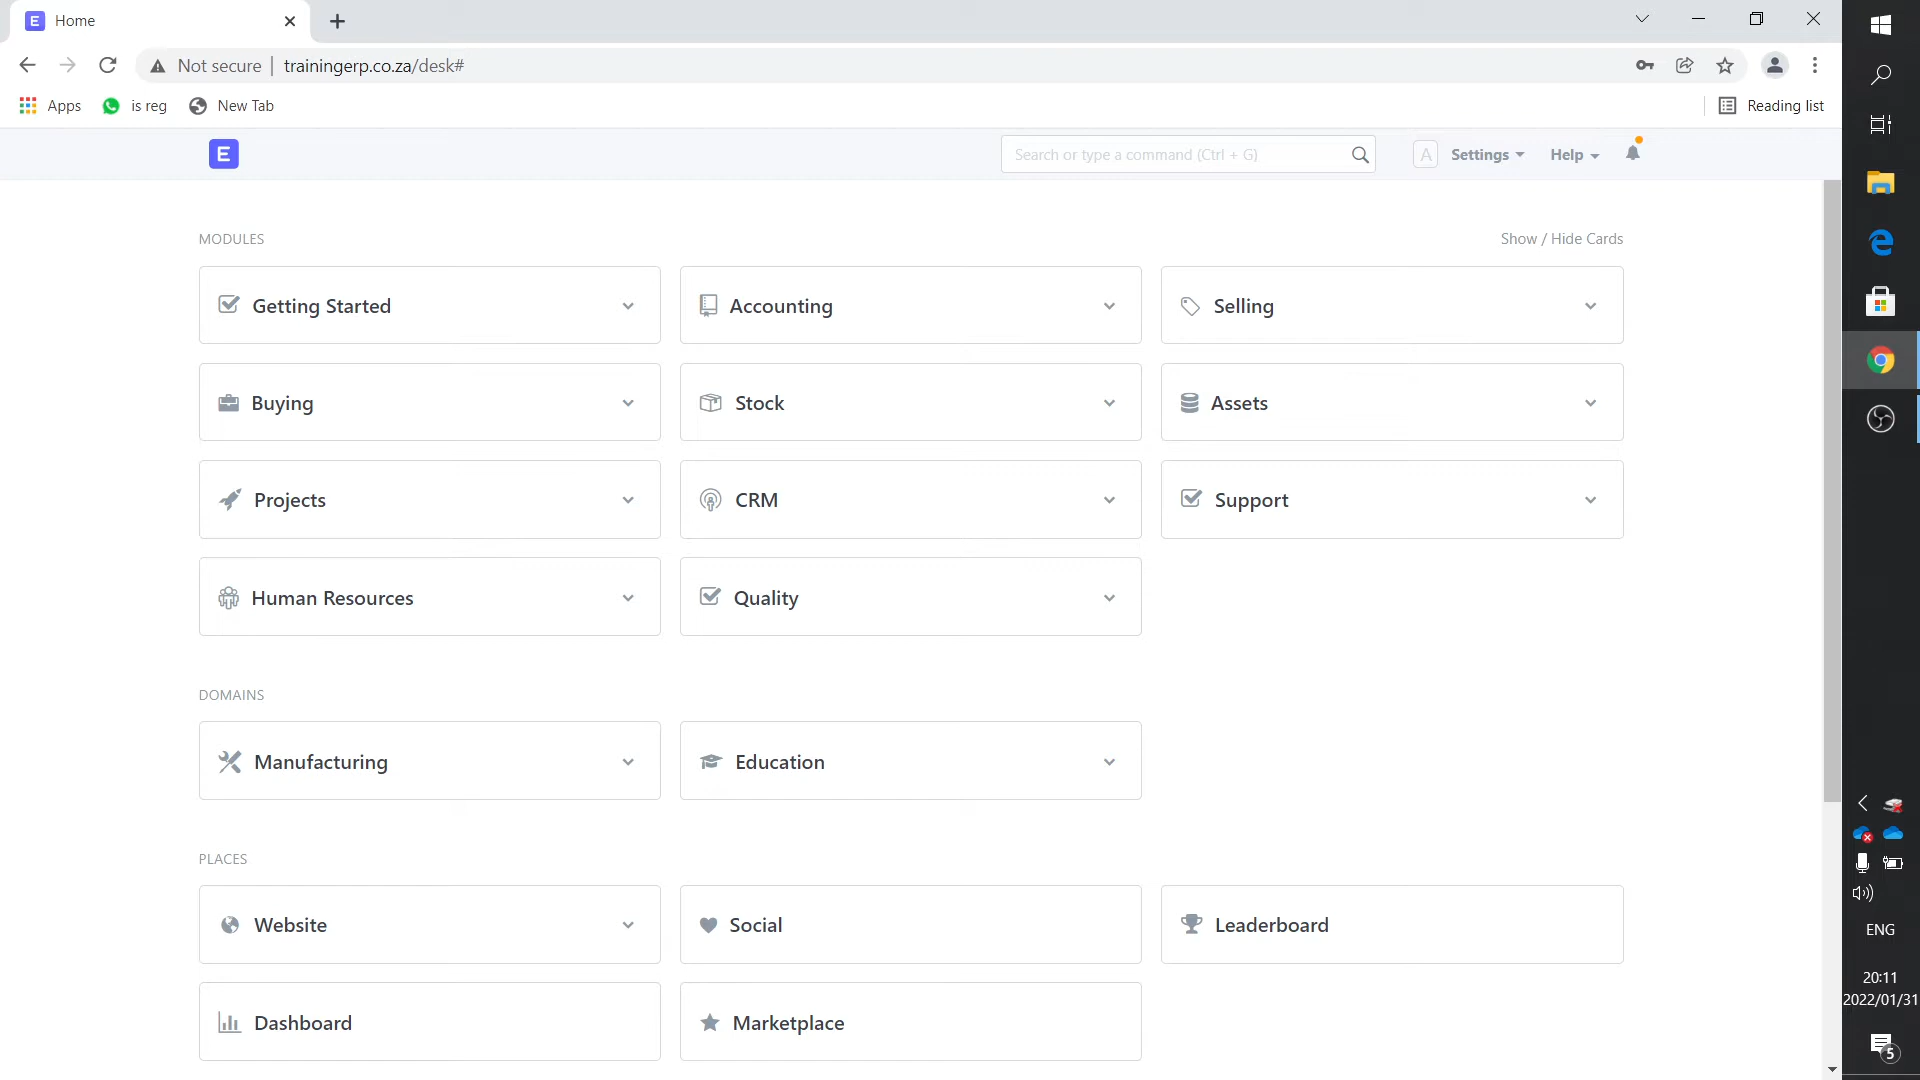 E Home
Not secure | trainingerp.co.za/desk#
Apps is reg New Tab Reading list
E Search or type a command (Ctrl + G) A Settings Help
MODULES Show / Hide Cards
Getting Started Accounting Selling
Buying Stock Assets
Projects CRM Support
Human Resources Quality
DOMAINS
Manufacturing Education
PLACES
Website Social Leaderboard
Dashboard Marketplace
ENG
20:11
2022/01/31
5